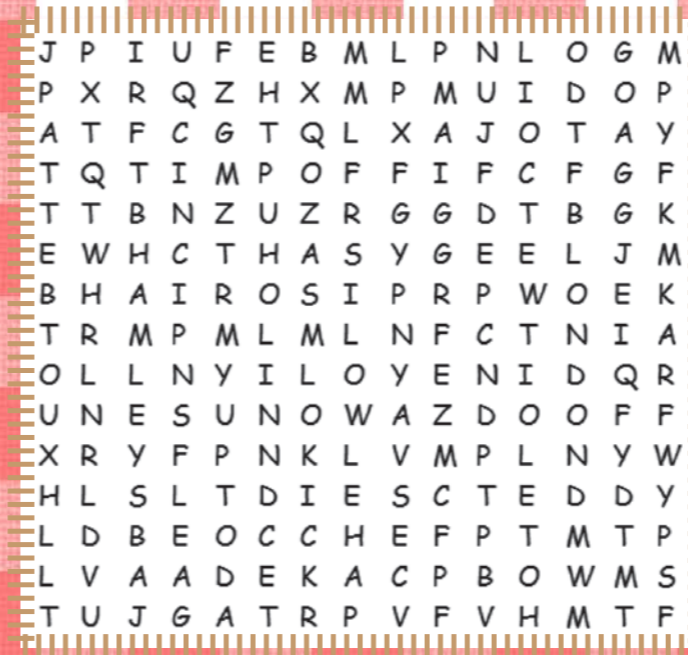 J P I U F E B M L P N L O G M
P X R Q Z H X M P M U I D O P
A T F C G T Q L X A J O T A Y
T Q T I M P O F F I F C F G F
T T B N Z U Z R G G D T B G K
E W H C T H A S Y G E E L J M
B H A I R O S I P R P W O E K
T R M P M L M L N F C T N I A
O L L N Y I L O Y E N I D Q R
U N E S U N O W A Z D O O F F
X R Y F P N K L V M P L N Y W
H L S L T D I E S C T E D D Y
L D B E O C C H E F P T M T P
L V A A D E K A C P B O W M S
T U J G A T R P V F V H M T F